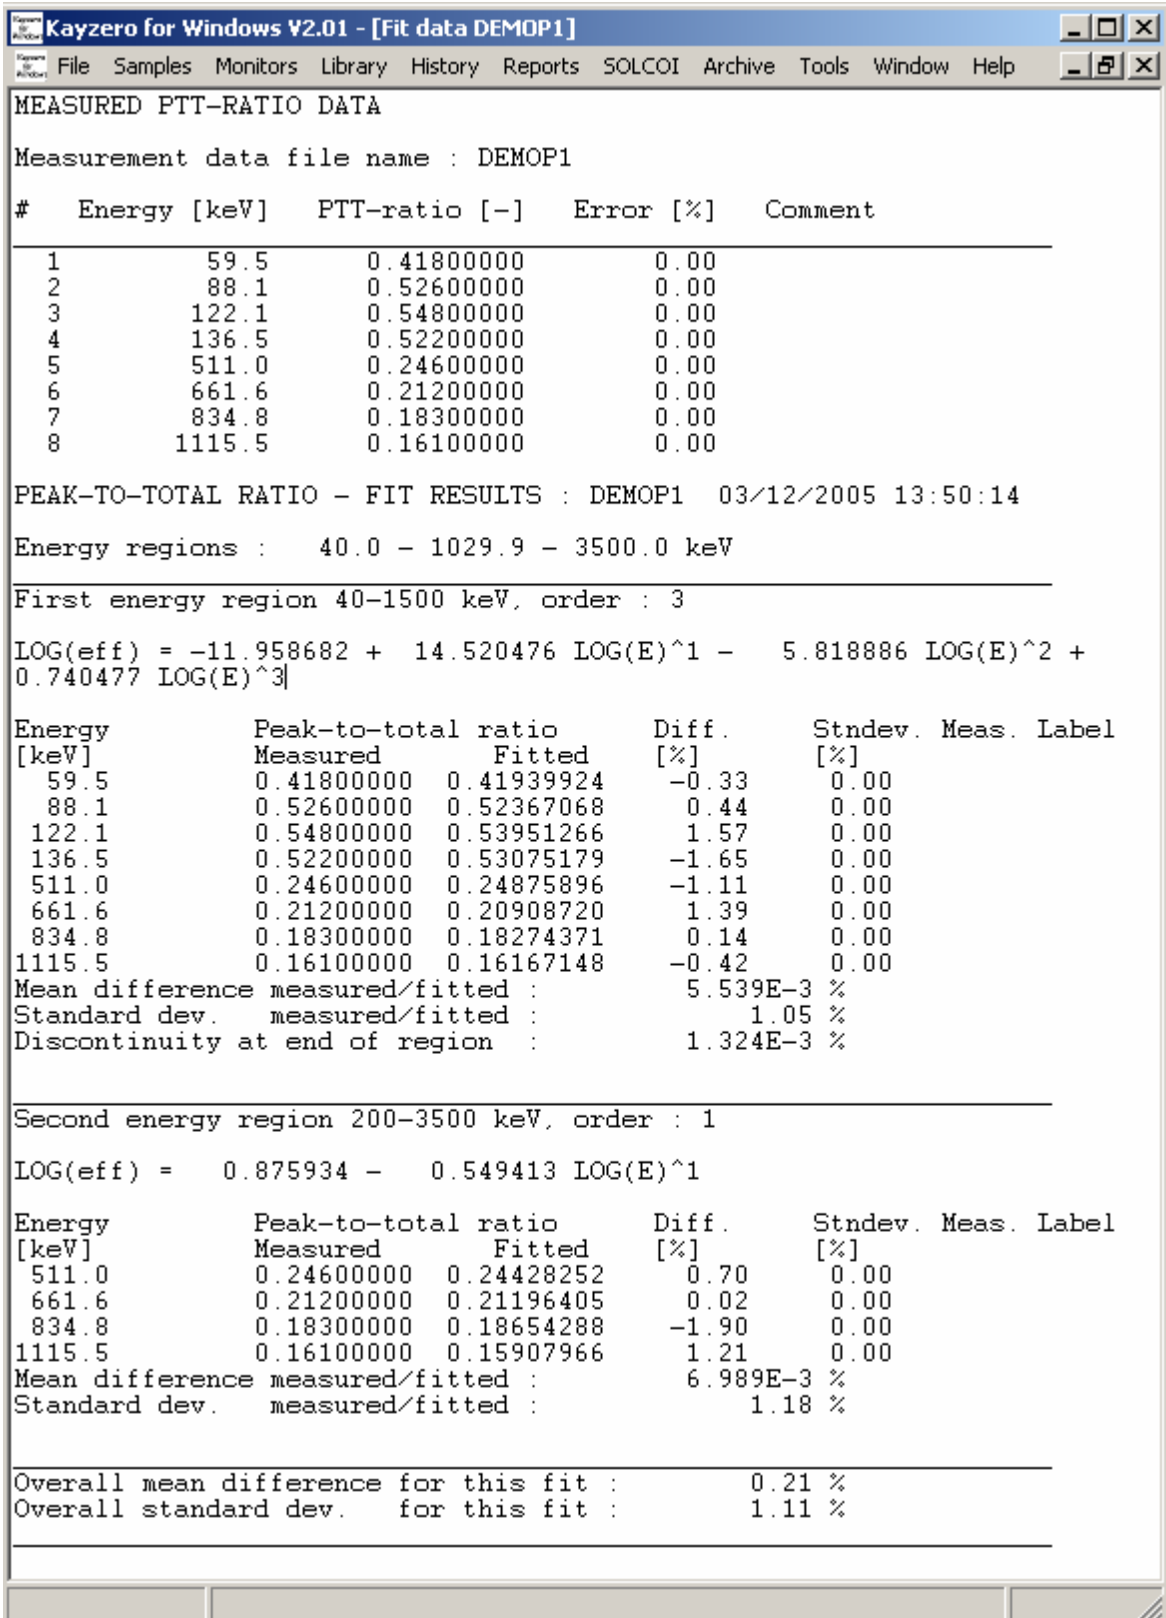 Kayzero for Windows V2.01 - [Fit data DEMOP1]
File Samples Monitors Library History Reports SOLCOI Archive Tools Window Help
MEASURED PTT-RATIO DATA
Measurement data file name : DEMOP1
# Energy [keV] PTT-ratio [-] Error [%] Comment
1 59.5 0.41800000 0.00
2 88.1 0.52600000 0.00
3 122.1 0.54800000 0.00
4 136.5 0.52200000 0.00
5 511.0 0.24600000 0.00
6 661.6 0.21200000 0.00
7 834.8 0.18300000 0.00
8 1115.5 0.16100000 0.00
PEAK-TO-TOTAL RATIO - FIT RESULTS : DEMOP1 03/12/2005 13:50:14
Energy regions : 40.0 - 1029.9 - 3500.0 keV
First energy region 40-1500 keV, order : 3
LOG(eff) = -11.958682 + 14.520476 LOG(E)^1 - 5.818886 LOG(E)^2 +
0.740477 LOG(E)^3
Energy Peak-to-total ratio Diff. Stndev. Meas. Label
[keV] Measured Fitted [%] [%]
59.5 0.41800000 0.41939924 -0.33 0.00
88.1 0.52600000 0.52367068 0.44 0.00
122.1 0.54800000 0.53951266 1.57 0.00
136.5 0.52200000 0.53075179 -1.65 0.00
511.0 0.24600000 0.24875896 -1.11 0.00
661.6 0.21200000 0.20908720 1.39 0.00
834.8 0.18300000 0.18274371 0.14 0.00
1115.5 0.16100000 0.16167148 -0.42 0.00
Mean difference measured/fitted : 5.539E-3 %
Standard dev. measured/fitted : 1.05 %
Discontinuity at end of region : 1.324E-3 %
Second energy region 200-3500 keV, order : 1
LOG(eff) = 0.875934 - 0.549413 LOG(E)^1
Energy Peak-to-total ratio Diff. Stndev. Meas. Label
[keV] Measured Fitted [%] [%]
511.0 0.24600000 0.24428252 0.70 0.00
661.6 0.21200000 0.21196405 0.02 0.00
834.8 0.18300000 0.18654288 -1.90 0.00
1115.5 0.16100000 0.15907966 1.21 0.00
Mean difference measured/fitted : 6.989E-3 %
Standard dev. measured/fitted : 1.18 %
Overall mean difference for this fit : 0.21 %
Overall standard dev. for this fit : 1.11 %